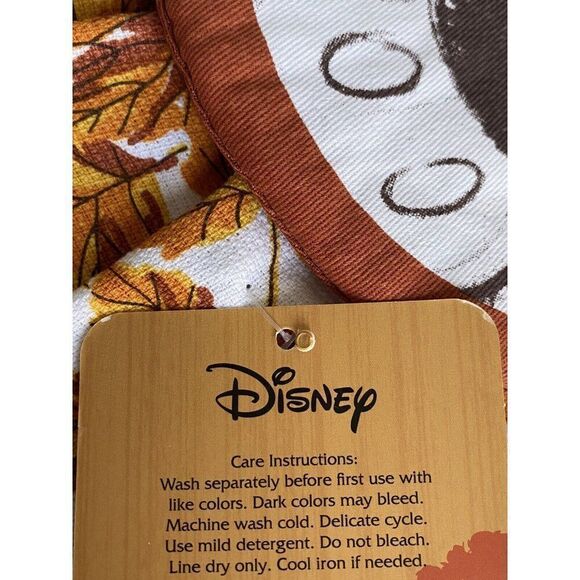 Disney
Care Instructions:
Wash separately before first use with
like colors. Dark colors may bleed.
Machine wash cold. Delicate cycle.
Use mild detergent. Do not bleach.
Line dry only. Cool iron if needed.